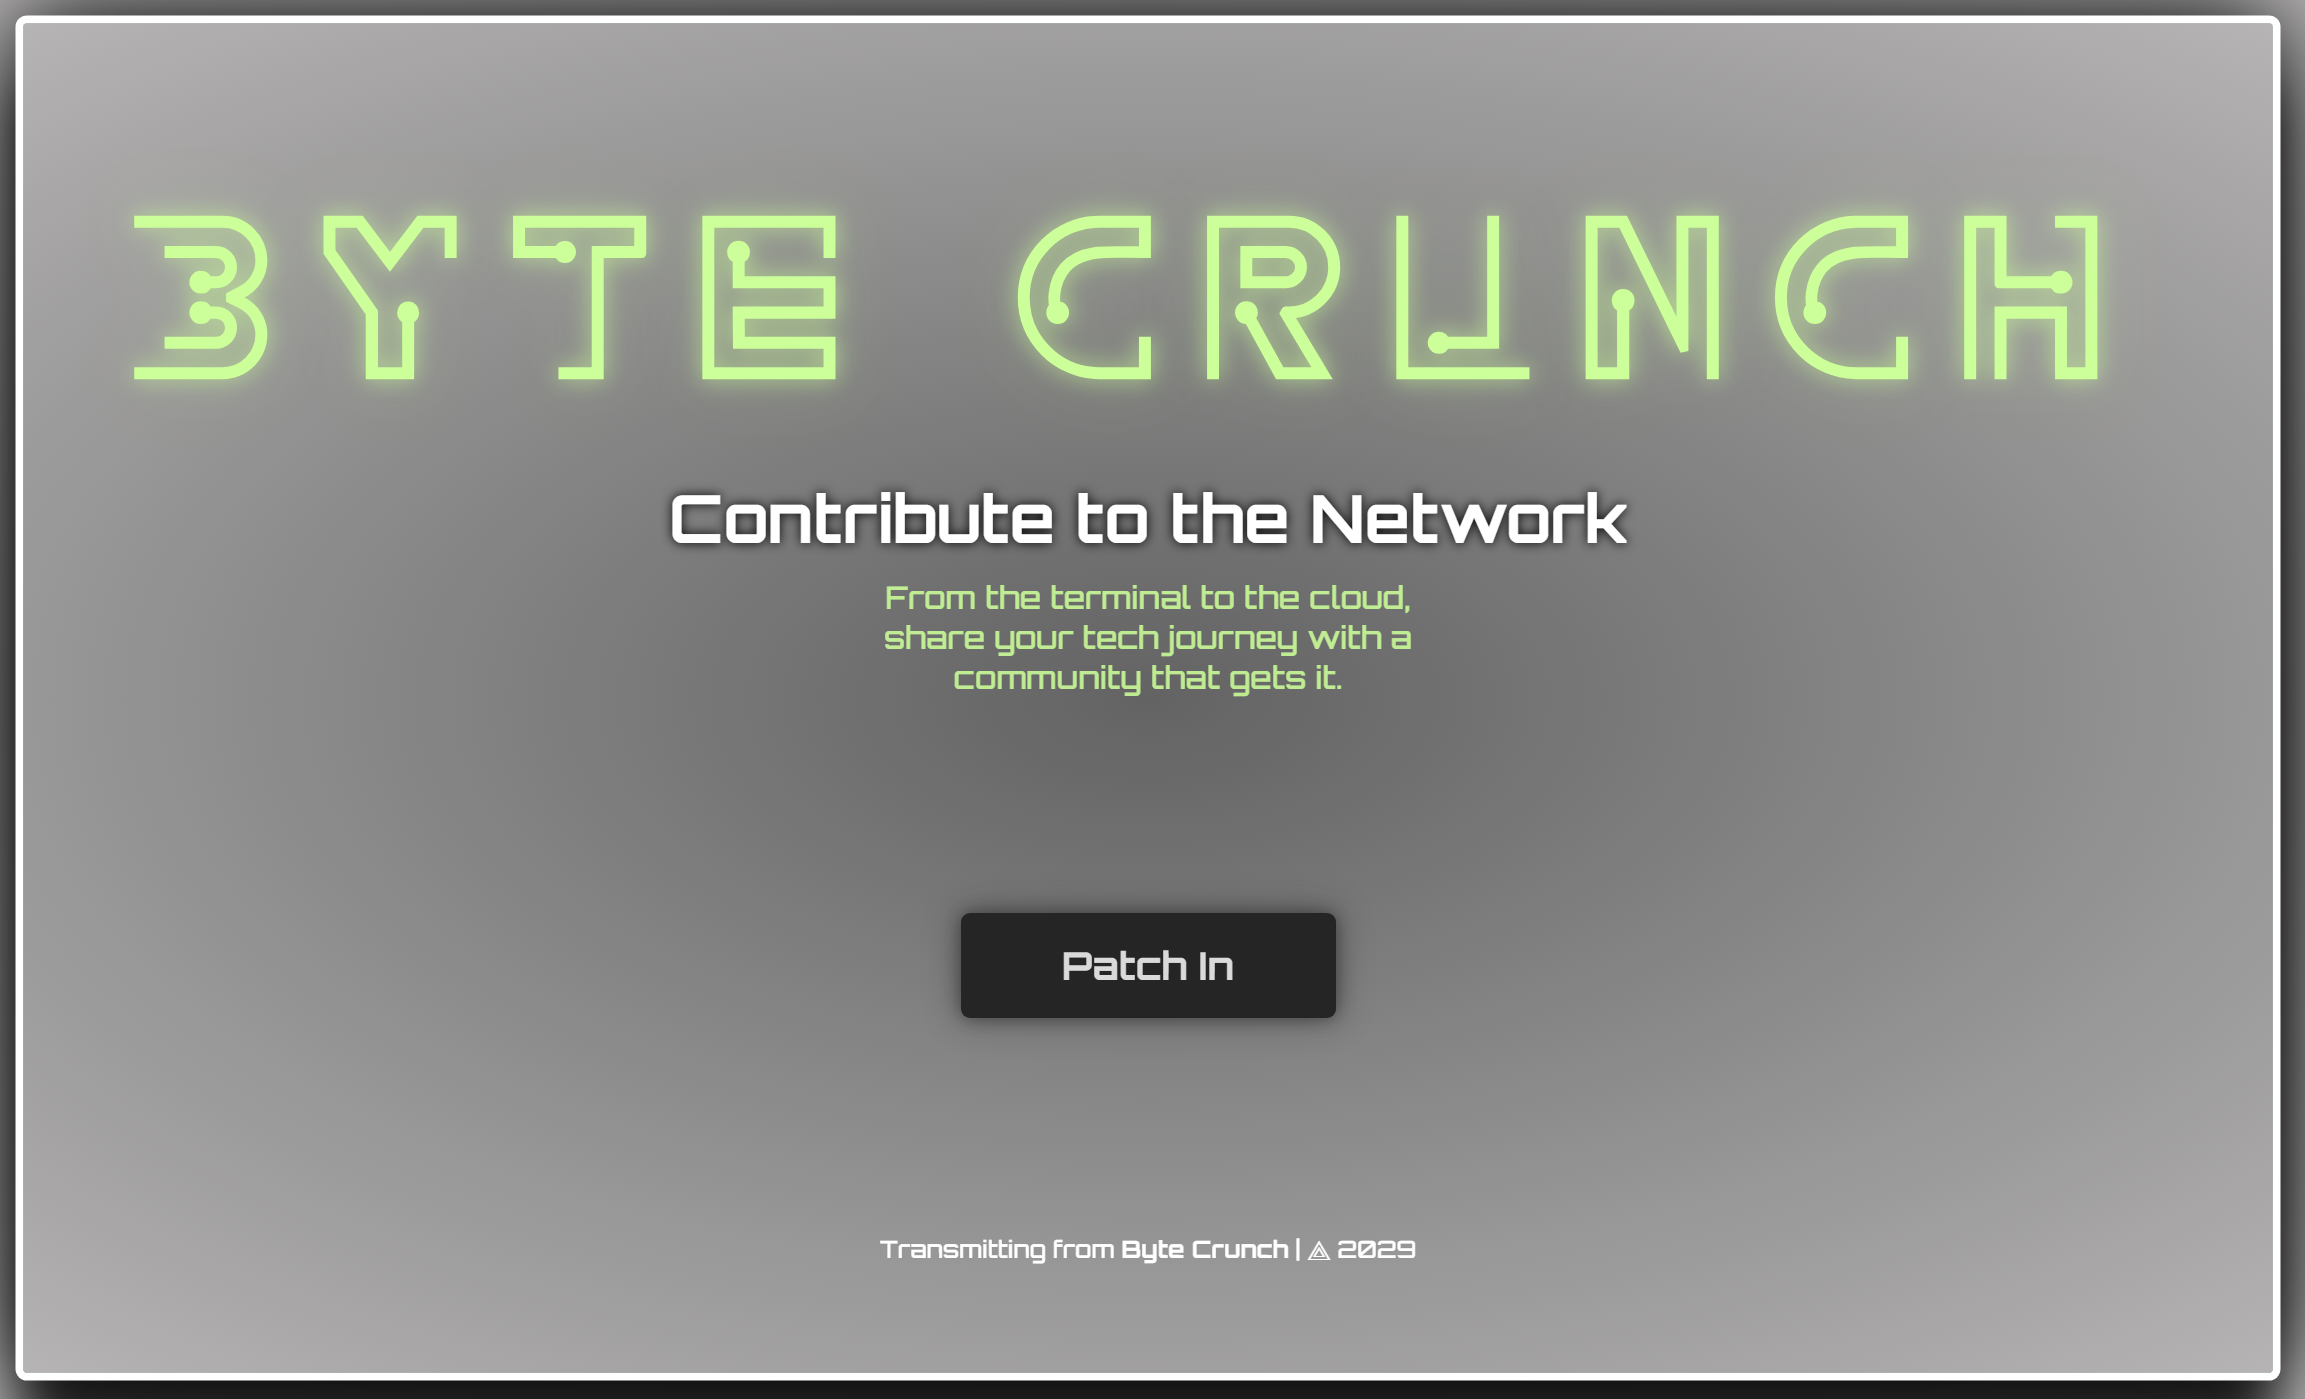 BYTE CRUNCH
Contribute to the Network
From the terminal to the cloud,
share your tech journey with a
community that gets it.
Patch In
Transmitting from Byte Crunch | ⟁ 2029